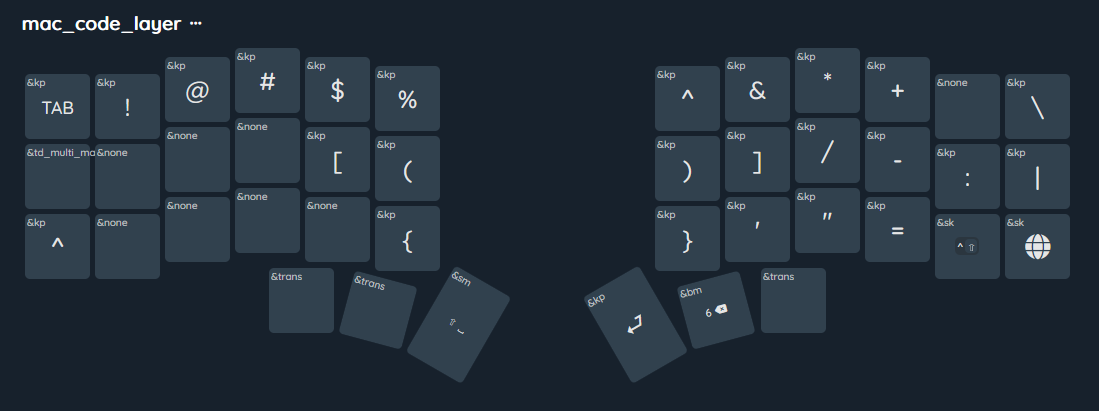 mac_code_layer ···
&kp &kp &kp &kp &kp &kp &kp &kp &kp &kp &none &kp
TAB ! @ # $ % ^ & * + \
&td_multi_ma &none &none &none &kp &kp &kp &kp &kp &kp &kp &kp
[ ( ) ] / - : |
&kp &none &none &none &none &kp &kp &kp &kp &kp &sk &sk
^ { } ' " = ^ ⇧
&trans &trans &sm &kp &bm &trans
⇧ ⎵ ⏎ 6 ⌫